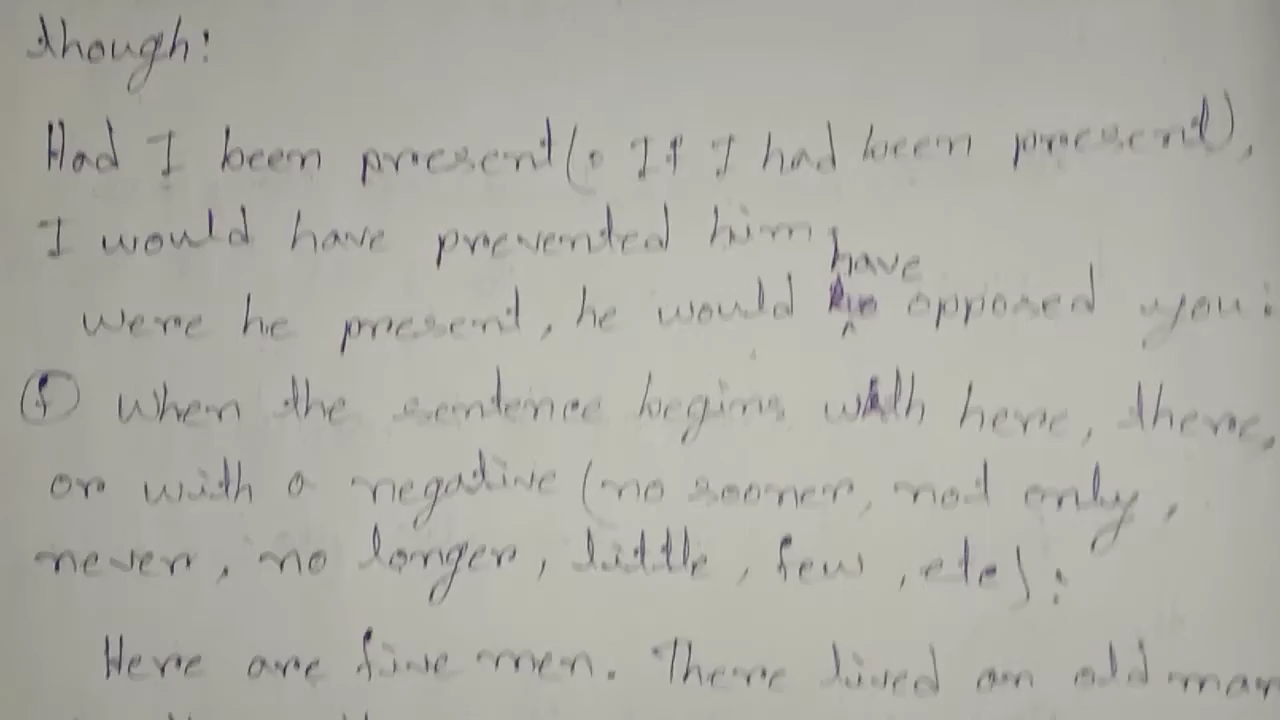 though:
Had I been present (= If I had been present),
I would have prevented him.
have
Were he present, he would opposed you:
(f) When the sentence begins with here, there,
or with a negative (no sooner, not only,
never, no longer, little, few, etc):
Here are five men. There lived an old man